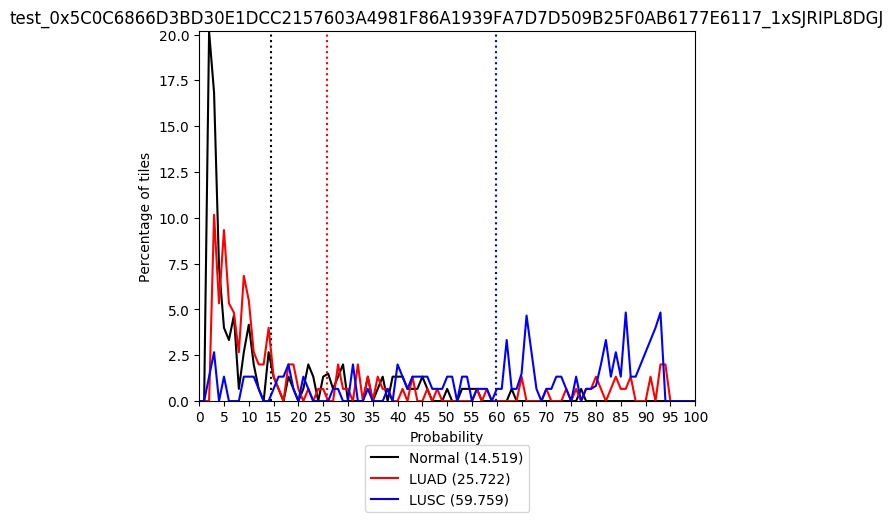 test_0x5C0C6866D3BD30E1DCC2157603A4981F86A1939FA7D7D509B25F0AB6177E6117_1xSJRIPL8DGJ
20.0
17.5
15.0
12.5
10.0
7.5
5.0
2.5
0.0
Percentage of tiles
0 5 10 15 20 25 30 35 40 45 50 55 60 65 70 75 80 85 90 95 100
Probability
Normal (14.519)
LUAD (25.722)
LUSC (59.759)